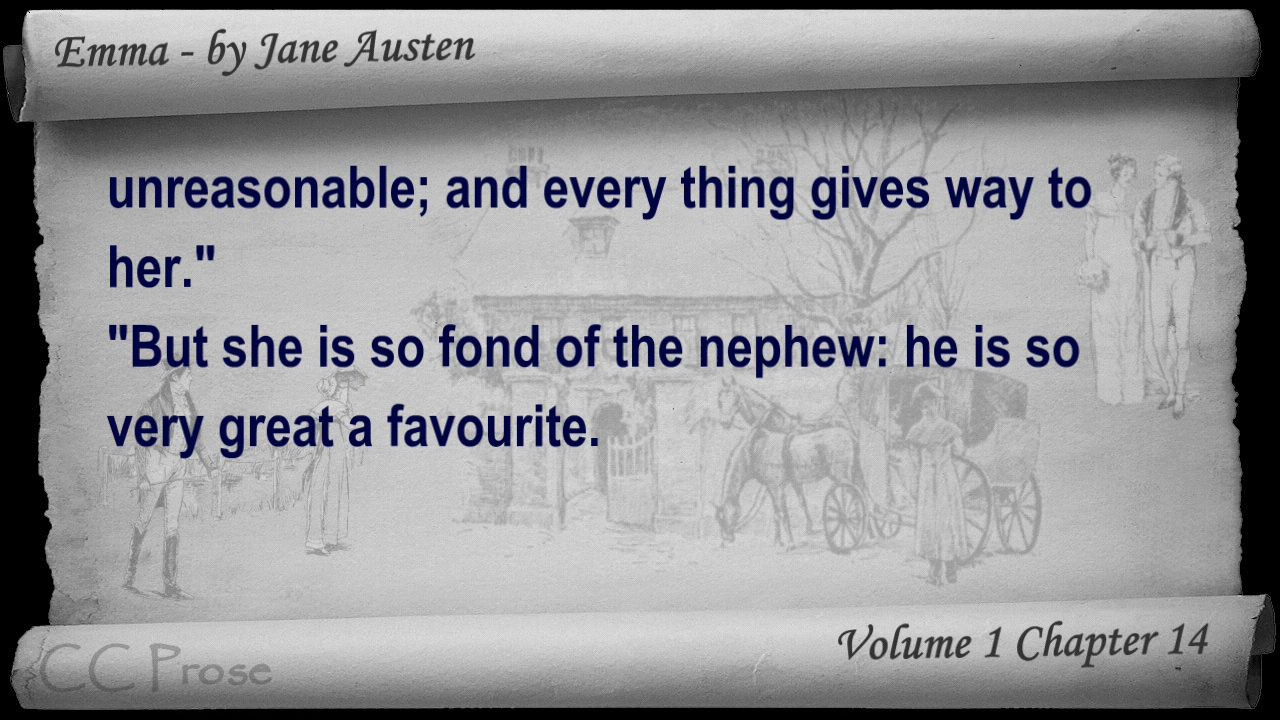 Emma - by Jane Austen
unreasonable; and every thing gives way to
her."
"But she is so fond of the nephew: he is so
very great a favourite.
Volume 1 Chapter 14
CC Prose